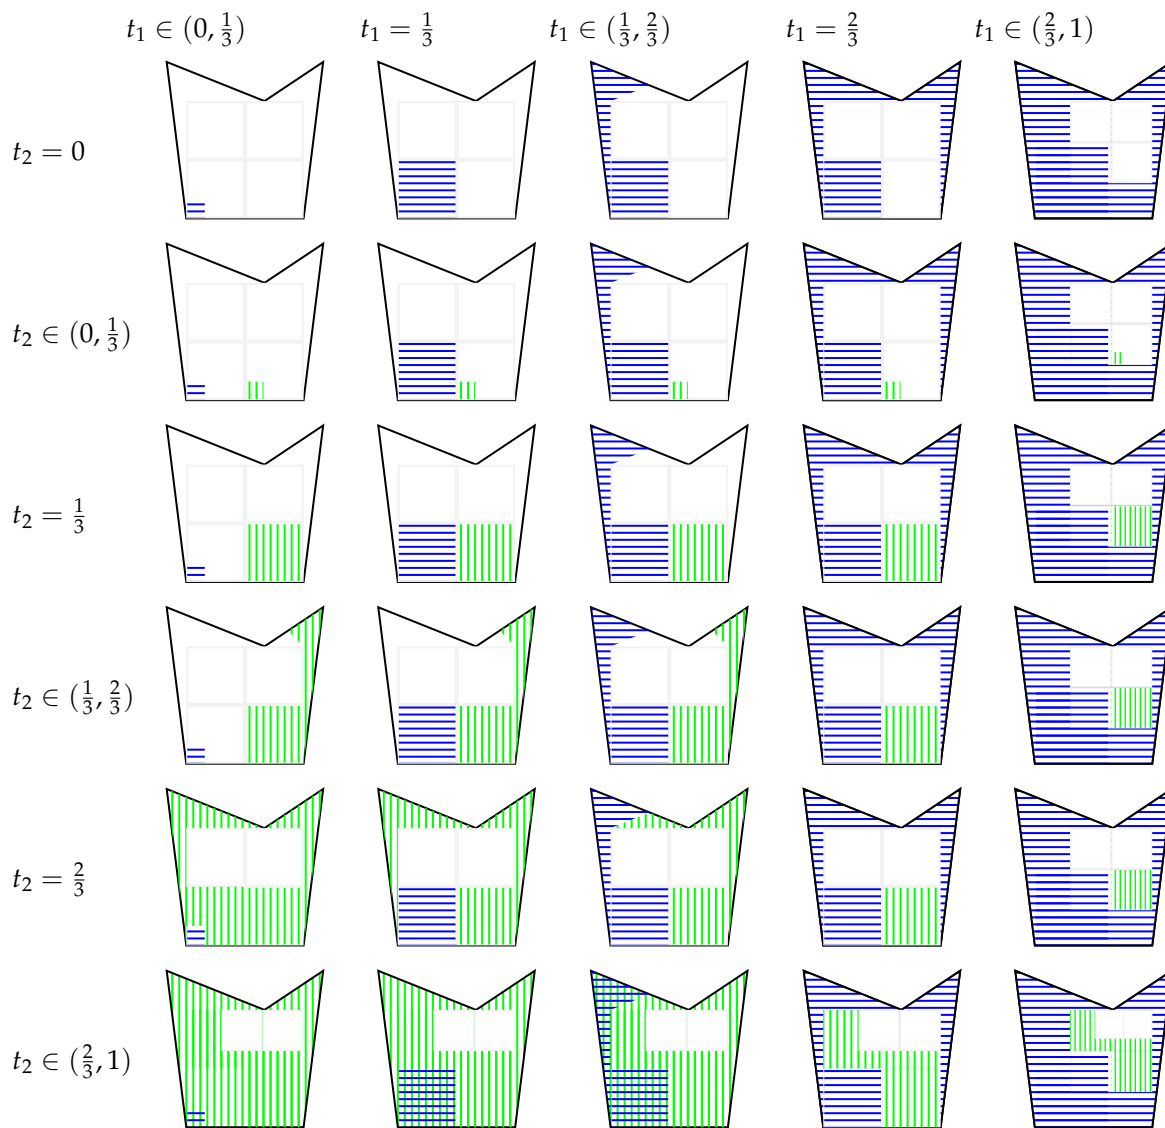 t₁ ∈ (0, 1/3) t₁ = 1/3 t₁ ∈ (1/3, 2/3) t₁ = 2/3 t₁ ∈ (2/3, 1)
t₂ = 0
t₂ ∈ (0, 1/3)
t₂ = 1/3
t₂ ∈ (1/3, 2/3)
t₂ = 2/3
t₂ ∈ (2/3, 1)